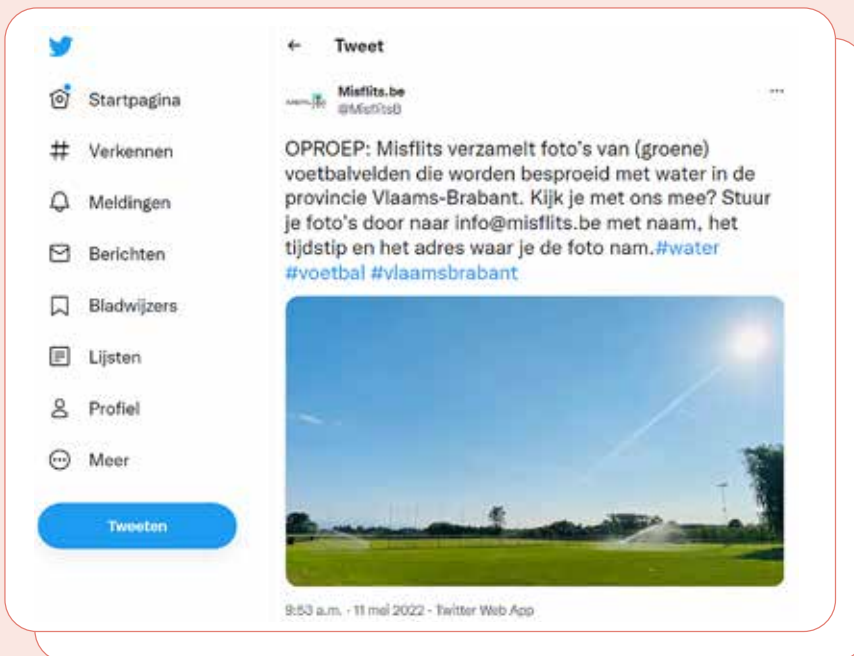 ← Tweet
Startpagina
Misflits.be
@MisflitsB
Verkennen
Meldingen
Berichten
Bladwijzers
Lijsten
Profiel
Meer
Tweeten
OPROEP: Misflits verzamelt foto's van (groene)
voetbalvelden die worden besproeid met water in de
provincie Vlaams-Brabant. Kijk je met ons mee? Stuur
je foto's door naar info@misflits.be met naam, het
tijdstip en het adres waar je de foto nam.#water
#voetbal #vlaamsbrabant
9:53 a.m. · 11 mei 2022 · Twitter Web App